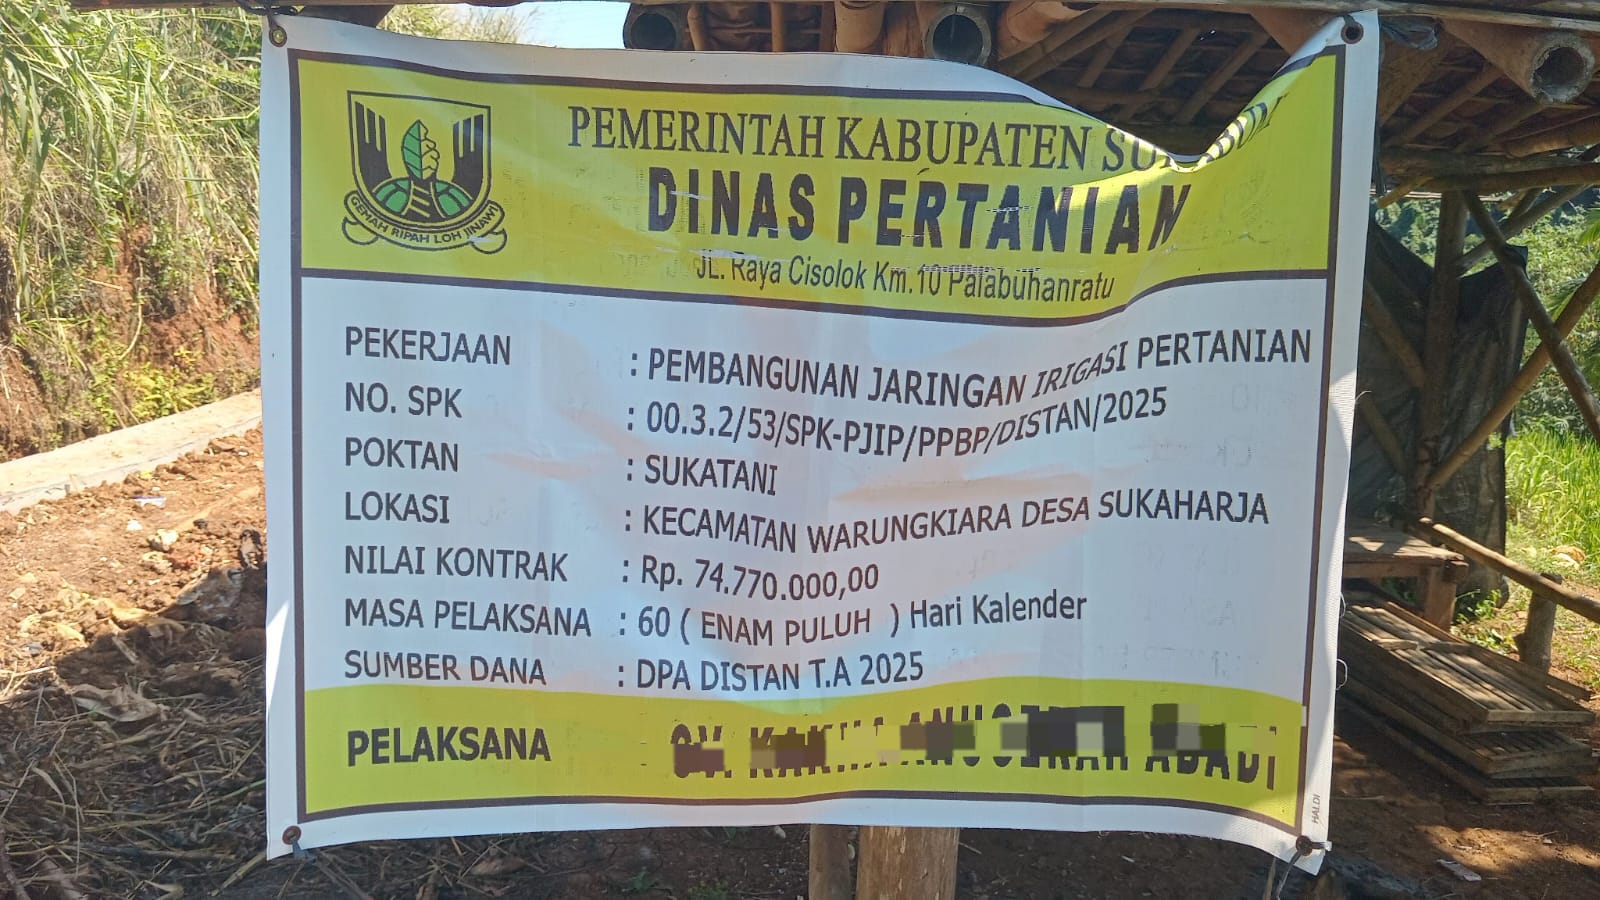 PEMERINTAH KABUPATEN
DINAS PERTANIAN
JL. Raya Cisolok Km.10 Palabuhanratu
GEMAH RIPAH LOH JINAWI
PEKERJAAN : PEMBANGUNAN JARINGAN IRIGASI PERTANIAN
NO. SPK : 00.3.2/53/SPK-PJIP/PPBP/DISTAN/2025
POKTAN : SUKATANI
LOKASI : KECAMATAN WARUNGKIARA DESA SUKAHARJA
NILAI KONTRAK : Rp. 74.770.000,00
MASA PELAKSANA : 60 ( ENAM PULUH ) Hari Kalender
SUMBER DANA : DPA DISTAN T.A 2025
PELAKSANA
HALDI